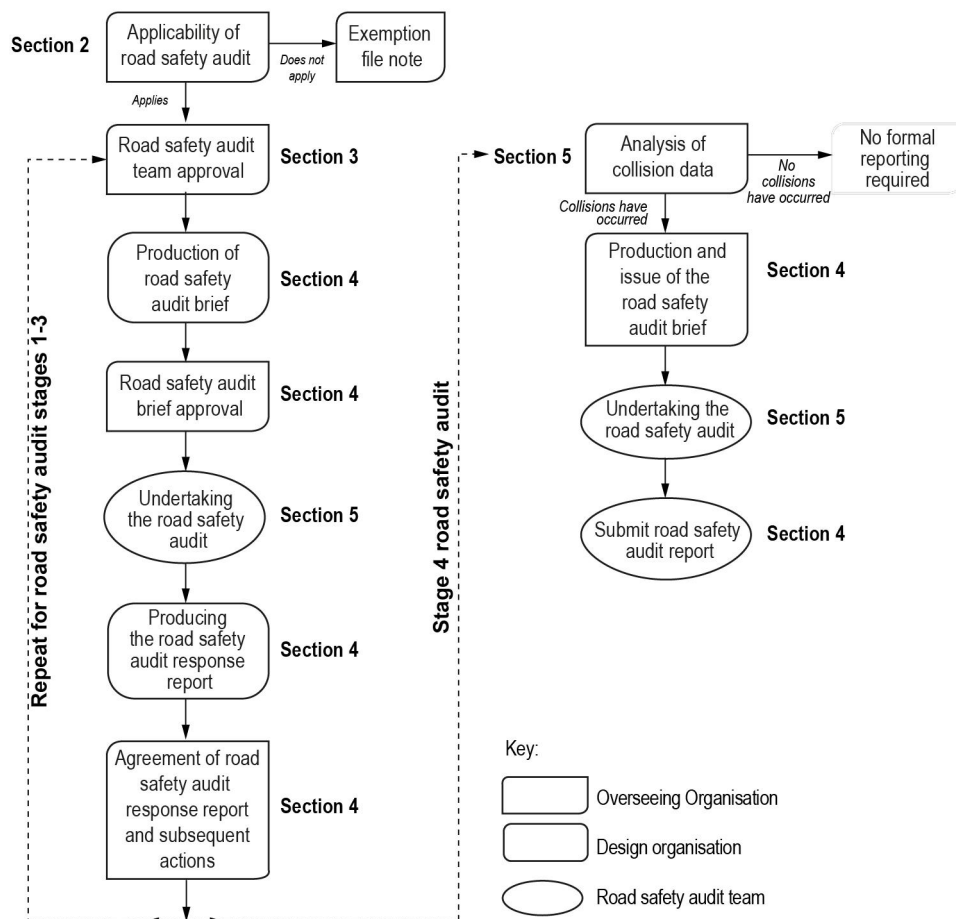 Section 2
Applicability of
road safety audit
Does not
apply
Exemption
file note
Applies
Road safety audit
team approval
Section 3
Production of
road safety
audit brief
Section 4
Road safety audit
brief approval
Section 4
Undertaking
the road safety
audit
Section 5
Producing
the road safety
audit response
report
Section 4
Agreement of road
safety audit
response report
and subsequent
actions
Section 4
Repeat for road safety audit stages 1-3
Stage 4 road safety audit
Section 5
Analysis of
collision data
No
collisions
have occurred
No formal
reporting
required
Collisions have
occurred
Production and
issue of the
road safety
audit brief
Section 4
Undertaking the
road safety audit
Section 5
Submit road safety
audit report
Section 4
Key:
Overseeing Organisation
Design organisation
Road safety audit team